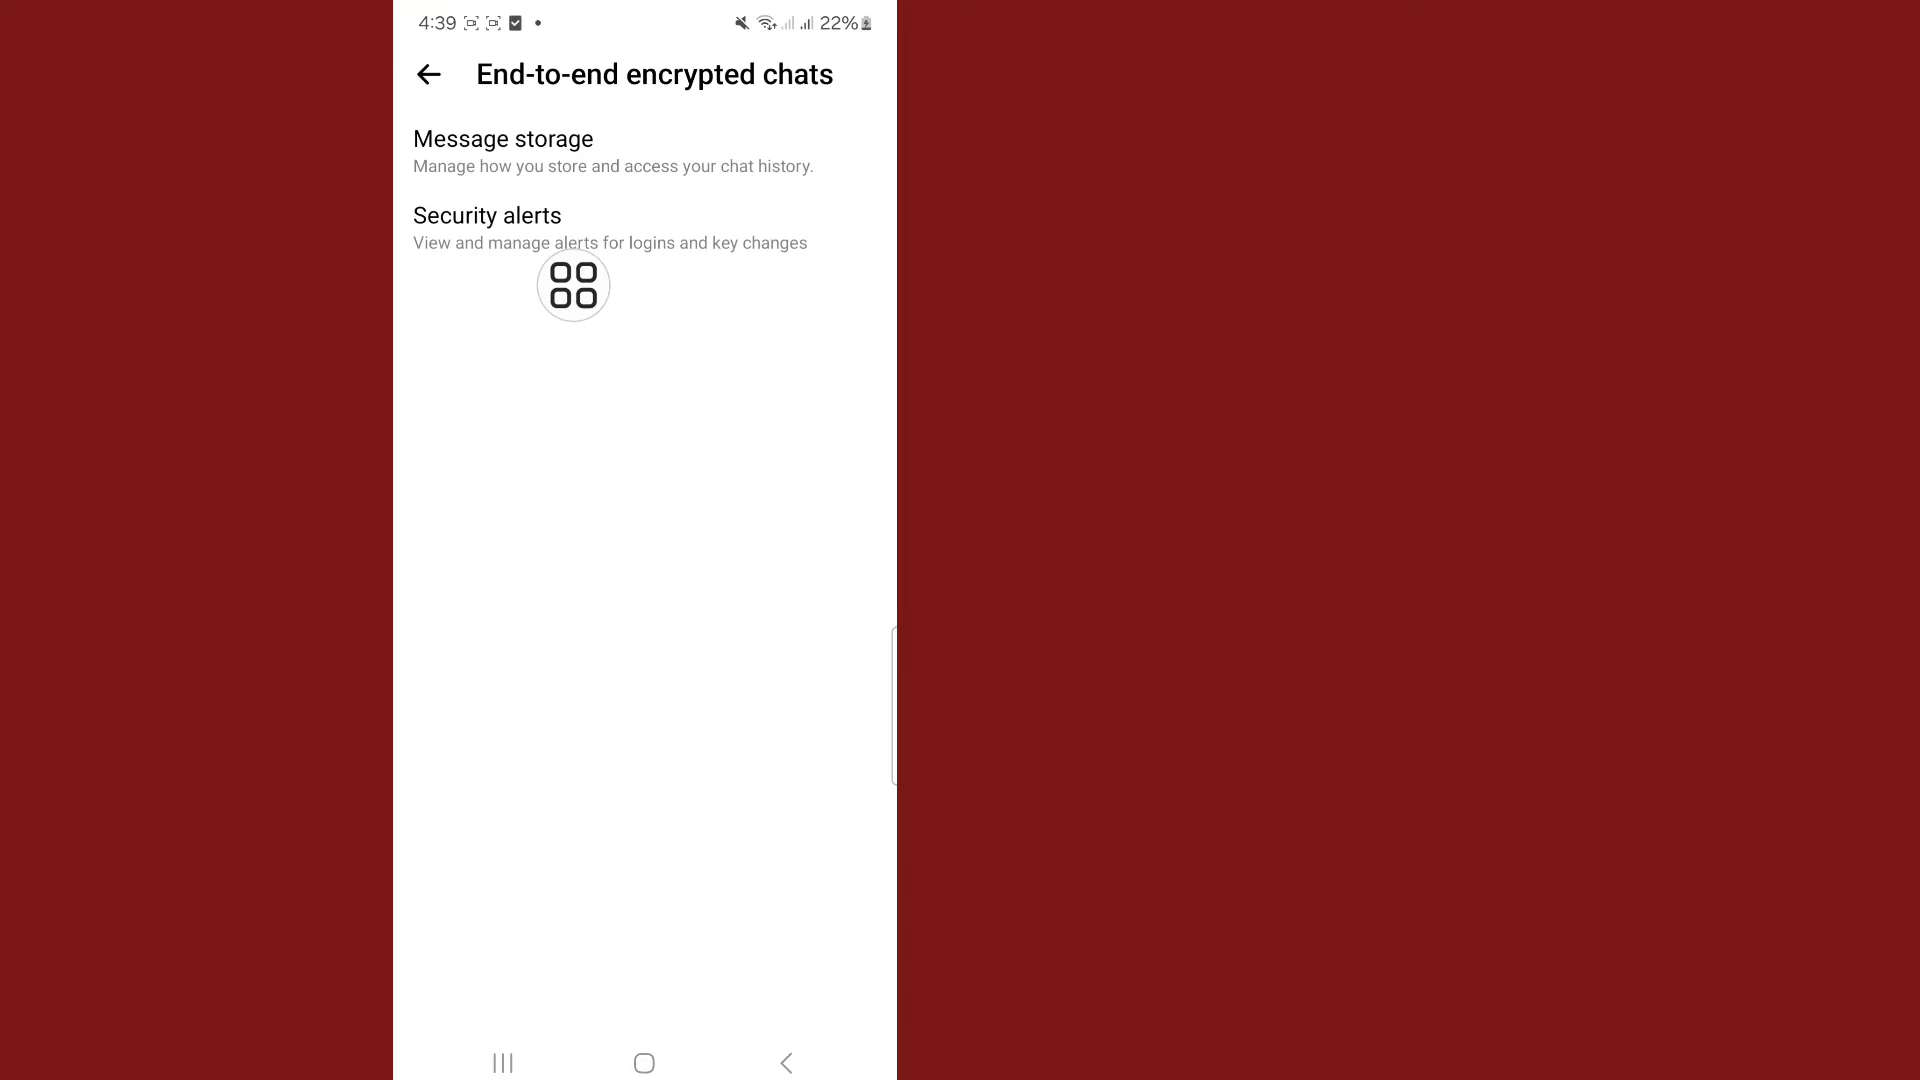 4:39 22%
End-to-end encrypted chats
Message storage
Manage how you store and access your chat history.
Security alerts
View and manage alerts for logins and key changes